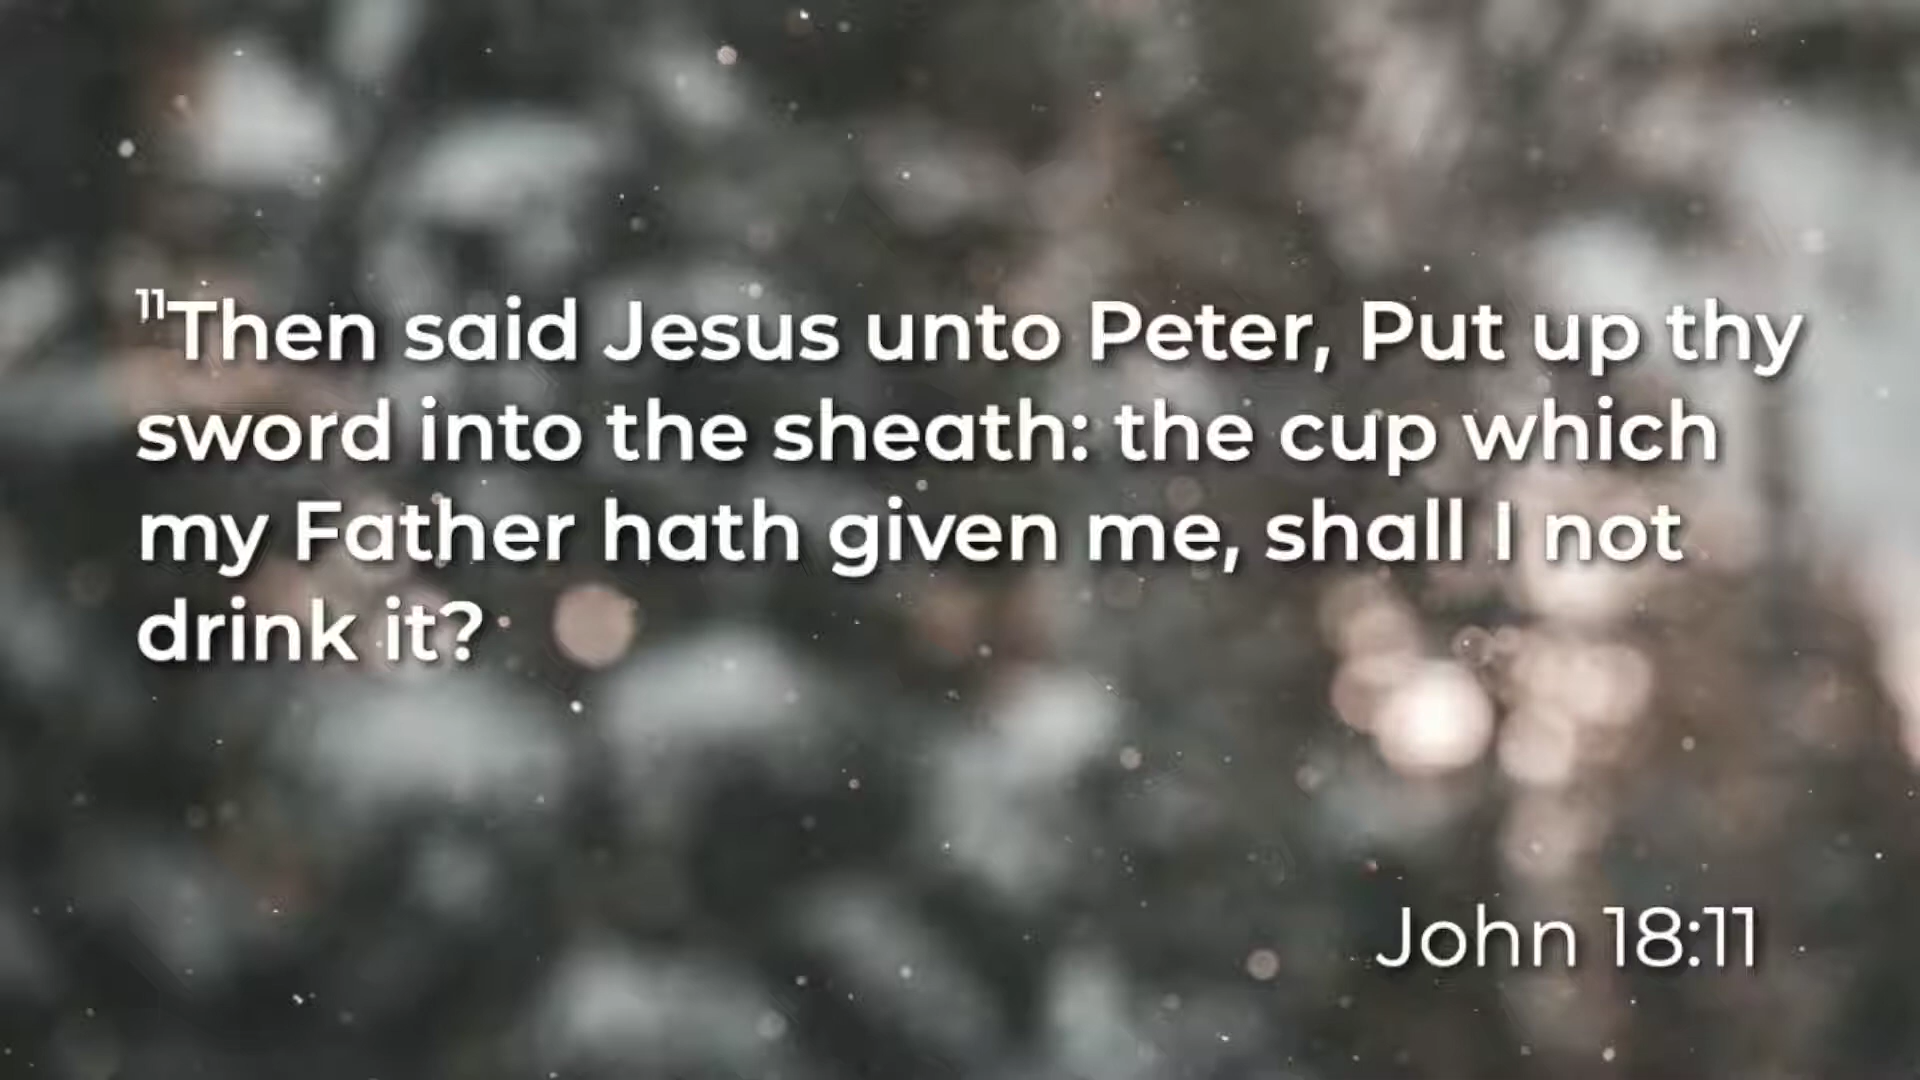 11Then said Jesus unto Peter, Put up thy
sword into the sheath: the cup which
my Father hath given me, shall I not
drink it?
John 18:11